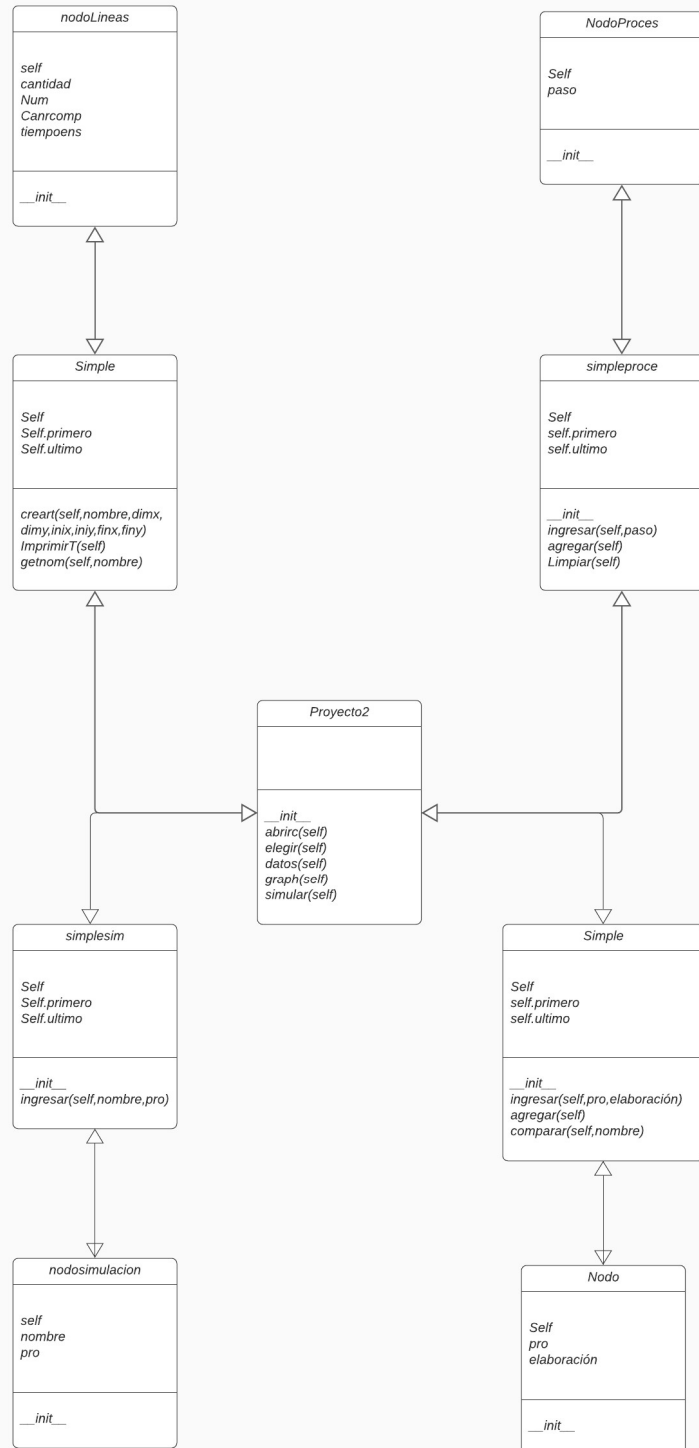 nodoLineas
self
cantidad
Num
Canrcomp
tiempoens
__init__
NodoProces
Self
paso
__init__
Simple
Self
Self.primero
Self.ultimo
creart(self,nombre,dimx,
dimy,inix,iniy,finx,finy)
ImprimirT(self)
getnom(self,nombre)
simpleproce
Self
self.primero
self.ultimo
__init__
ingresar(self,paso)
agregar(self)
Limpiar(self)
Proyecto2
__init__
abrirc(self)
elegir(self)
datos(self)
graph(self)
simular(self)
simplesim
Self
Self.primero
Self.ultimo
__init__
ingresar(self,nombre,pro)
Simple
Self
self.primero
self.ultimo
__init__
ingresar(self,pro,elaboración)
agregar(self)
comparar(self,nombre)
nodosimulacion
self
nombre
pro
__init__
Nodo
Self
pro
elaboración
__init__